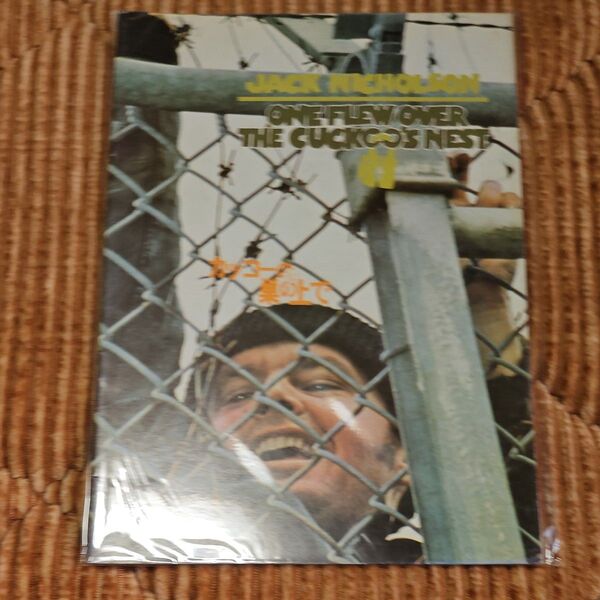 JACK NICHOLSON
ONE FLEW OVER
THE CUCKOO'S NEST
カッコーの
巣の上で